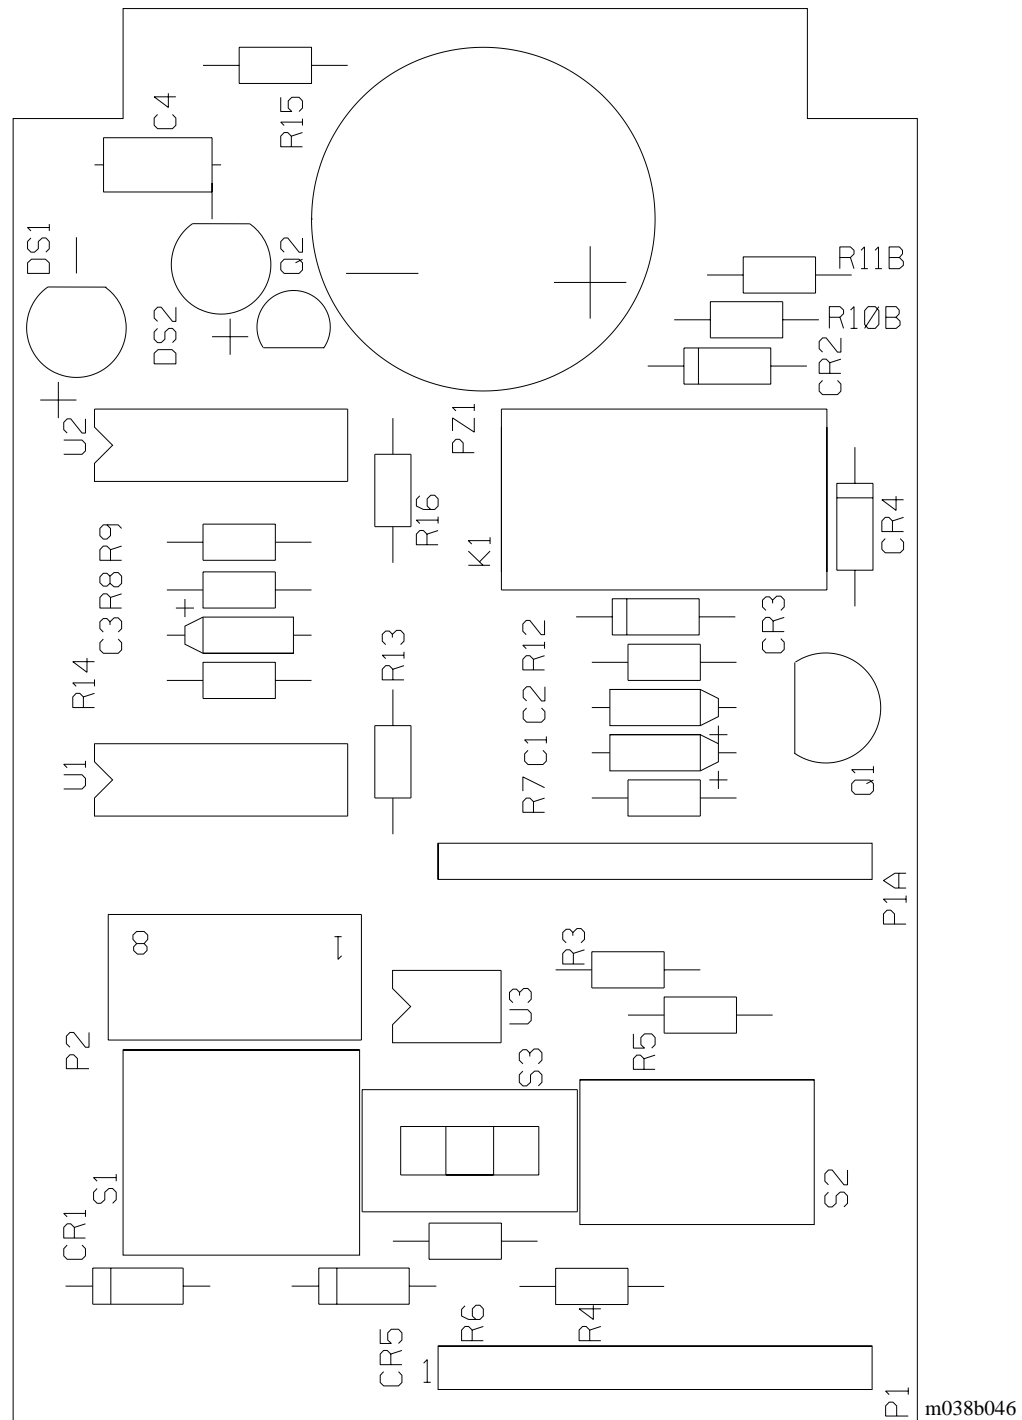 C4
R15
DS1
Q2
DS2
R11B
R10B
CR2
U2
PZ1
R16
K1
CR4
R9
R8
C3
R14
R13
R12
CR3
C2
C1
R7
U1
Q1
P1A
8
1
R3
U3
R5
P2
S3
S1
S2
CR1
R6
R4
CR5
1
P1
m038b046